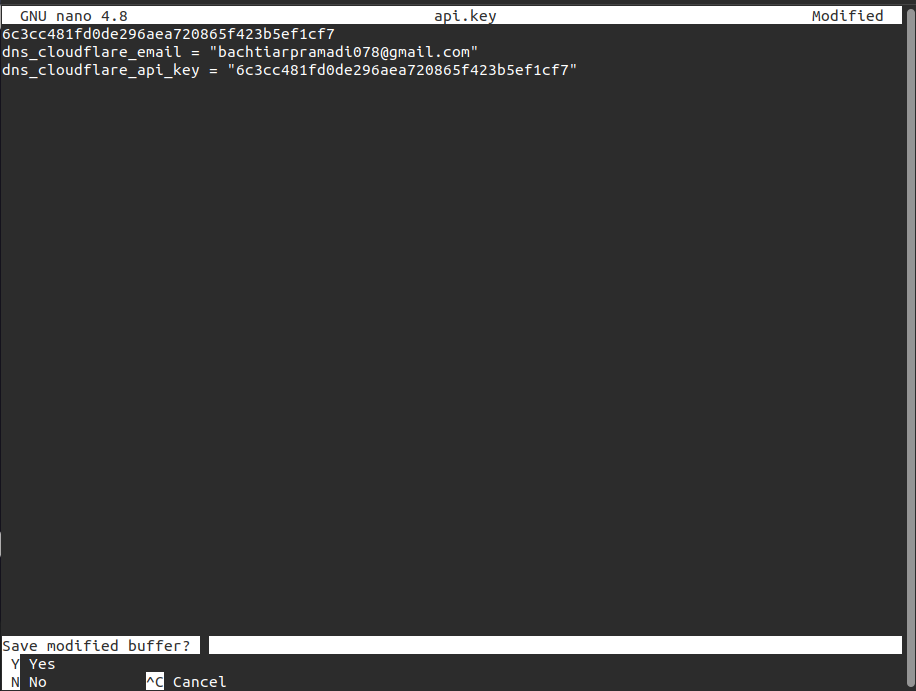 GNU nano 4.8 api.key Modified
6c3cc481fd0de296aea720865f423b5ef1cf7
dns_cloudflare_email = "bachtiarpramadi078@gmail.com"
dns_cloudflare_api_key = "6c3cc481fd0de296aea720865f423b5ef1cf7"
Save modified buffer?
Y Yes
N No ^C Cancel